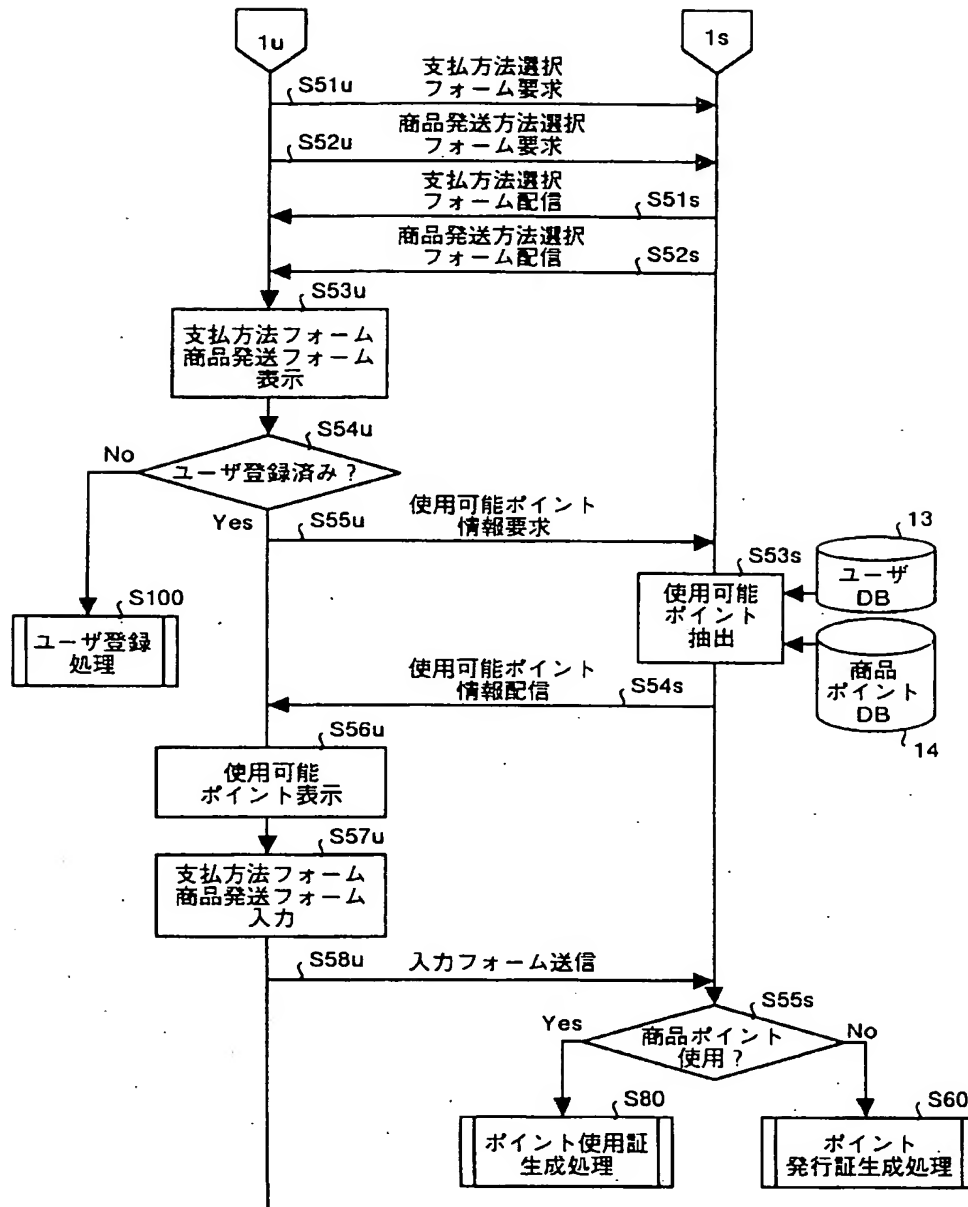 1u
1s
S51u
支払方法選択
フォーム要求
S52u
商品発送方法選択
フォーム要求
支払方法選択
フォーム配信
S51s
商品発送方法選択
フォーム配信
S52s
S53u
支払方法フォーム
商品発送フォーム
表示
S54u
No
ユーザ登録済み?
Yes
S55u
使用可能ポイント
情報要求
13
S53s
ユーザ
DB
使用可能
ポイント
抽出
S100
ユーザ登録
処理
商品
ポイント
DB
14
使用可能ポイント
情報配信
S54s
S56u
使用可能
ポイント表示
S57u
支払方法フォーム
商品発送フォーム
入力
S58u
入力フォーム送信
S55s
Yes
商品ポイント
使用?
No
S80
ポイント使用証
生成処理
S60
ポイント
発行証生成処理